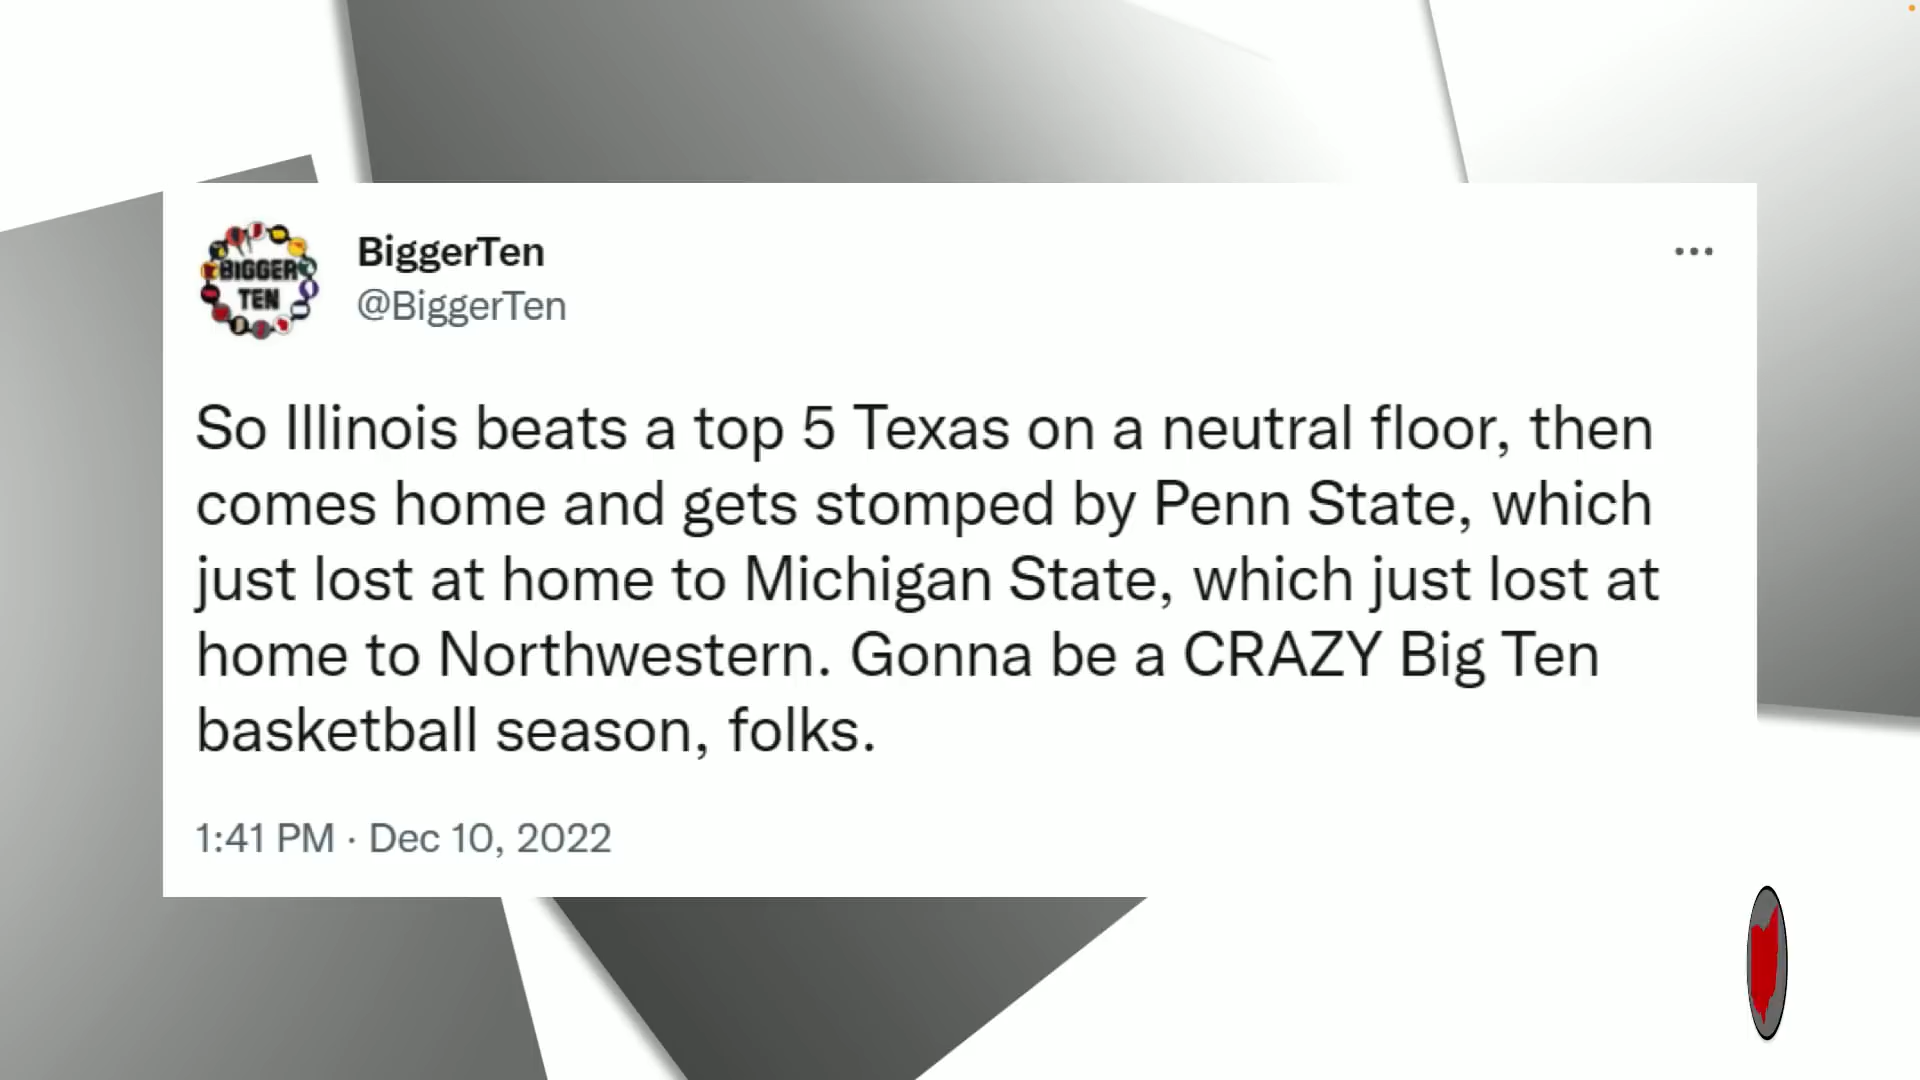 BIGGER
TEN
BiggerTen
@BiggerTen
So Illinois beats a top 5 Texas on a neutral floor, then
comes home and gets stomped by Penn State, which
just lost at home to Michigan State, which just lost at
home to Northwestern. Gonna be a CRAZY Big Ten
basketball season, folks.
1:41 PM · Dec 10, 2022